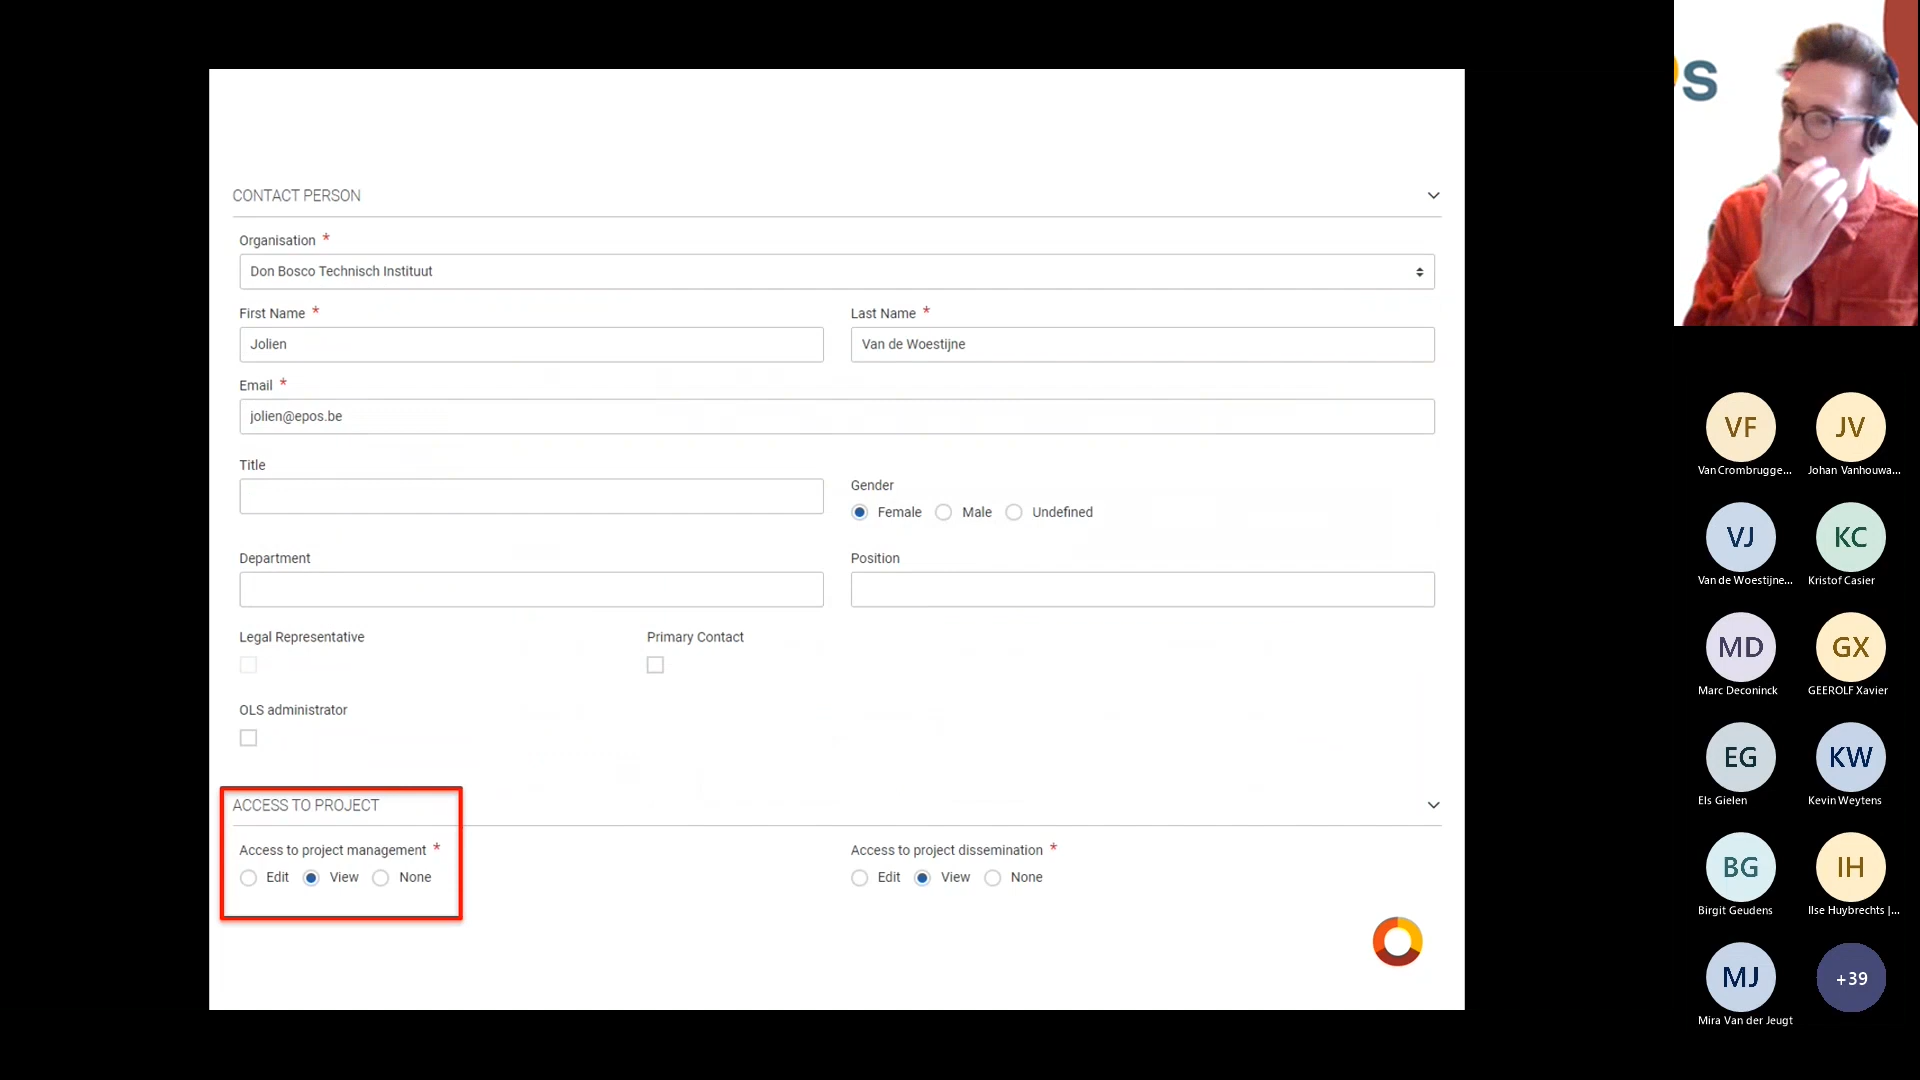 CONTACT PERSON
Organisation *
Don Bosco Technisch Instituut
First Name * Last Name *
Jolien Van de Woestijne
Email *
jolien@epos.be
Title
Gender
Female Male Undefined
Department Position
Legal Representative Primary Contact
OLS administrator
ACCESS TO PROJECT
Access to project management * Access to project dissemination *
Edit View None Edit View None
s
VF JV
Van Crombrugge... Johan Vanhouwa...
VJ KC
Van de Woestijne... Kristof Casier
MD GX
Marc Deconinck GEEROLF Xavier
EG KW
Els Gielen Kevin Weytens
BG IH
Birgit Geudens Ilse Huybrechts |...
MJ +39
Mira Van der Jeugt